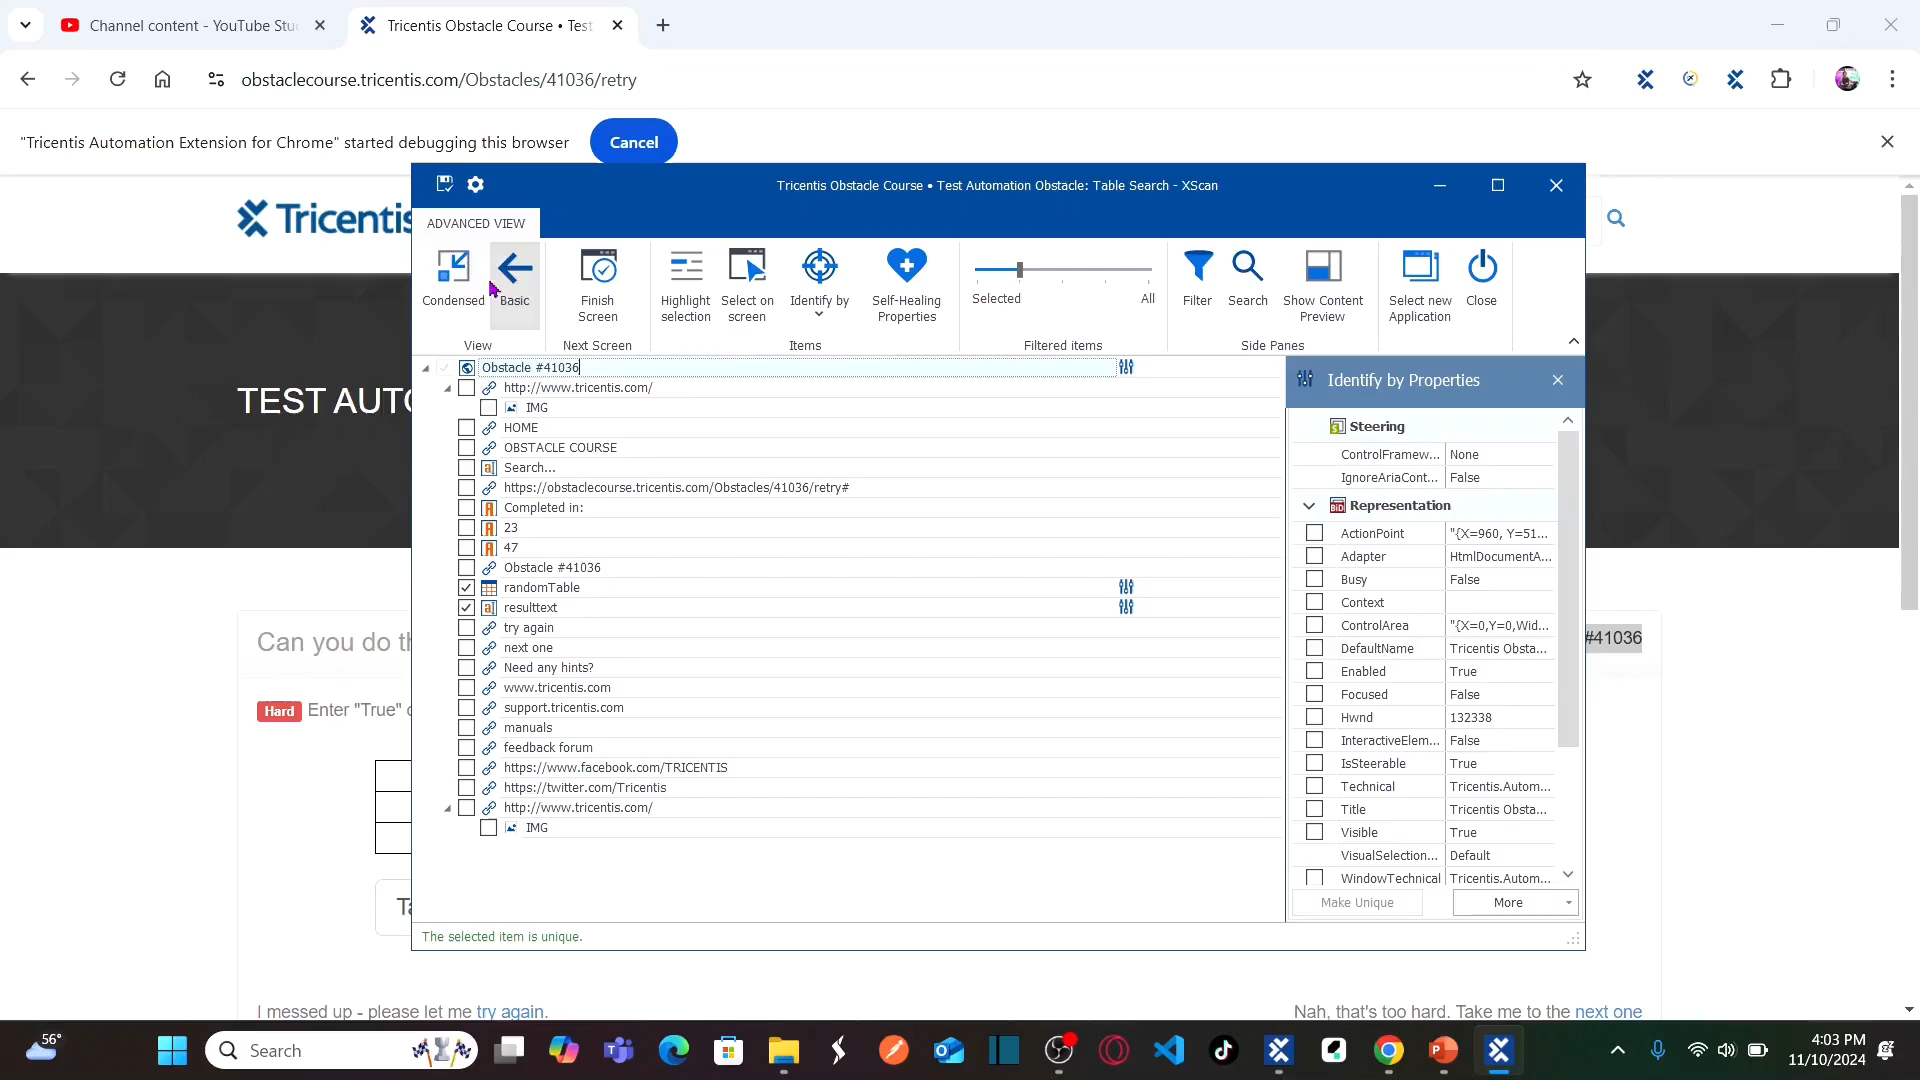 Channel content - YouTube Stu
Tricentis Obstacle Course • Test
obstaclecourse.tricentis.com/Obstacles/41036/retry
"Tricentis Automation Extension for Chrome" started debugging this browser
Cancel
Tricentis Obstacle Course • Test Automation Obstacle: Table Search - XScan
Tricentis
ADVANCED VIEW
Condensed
Basic
Finish
Screen
Highlight
selection
Select on
screen
Identify by
Self-Healing
Properties
Selected
All
Filter
Search
Show Content
Preview
Select new
Application
Close
View
Next Screen
Items
Filtered items
Side Panes
TEST AUT
Obstacle #41036
http://www.tricentis.com/
IMG
HOME
OBSTACLE COURSE
Search...
https://obstaclecourse.tricentis.com/Obstacles/41036/retry#
Completed in:
23
47
Obstacle #41036
randomTable
resulttext
try again
next one
Need any hints?
www.tricentis.com
support.tricentis.com
manuals
feedback forum
https://www.facebook.com/TRICENTIS
https://twitter.com/Tricentis
http://www.tricentis.com/
IMG
The selected item is unique.
Identify by Properties
Steering
ControlFramew... None
IgnoreAriaCont... False
Representation
ActionPoint "{X=960, Y=51...
Adapter HtmlDocumentA...
Busy False
Context
ControlArea "{X=0,Y=0,Wid...
DefaultName Tricentis Obsta...
Enabled True
Focused False
Hwnd 132338
InteractiveElem... False
IsSteerable True
Technical Tricentis.Autom...
Title Tricentis Obsta...
Visible True
VisualSelection... Default
WindowTechnical Tricentis.Autom...
Make Unique
More
Can you do t
#41036
Hard Enter "True"
I messed up - please let me try again.
Nah, that's too hard. Take me to the next one
56°
Search
4:03 PM
11/10/2024